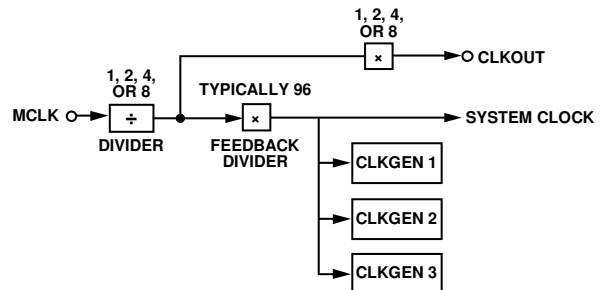 1, 2, 4,
OR 8
×
CLKOUT
1, 2, 4,
OR 8
MCLK
÷
DIVIDER
TYPICALLY 96
×
FEEDBACK
DIVIDER
SYSTEM CLOCK
CLKGEN 1
CLKGEN 2
CLKGEN 3